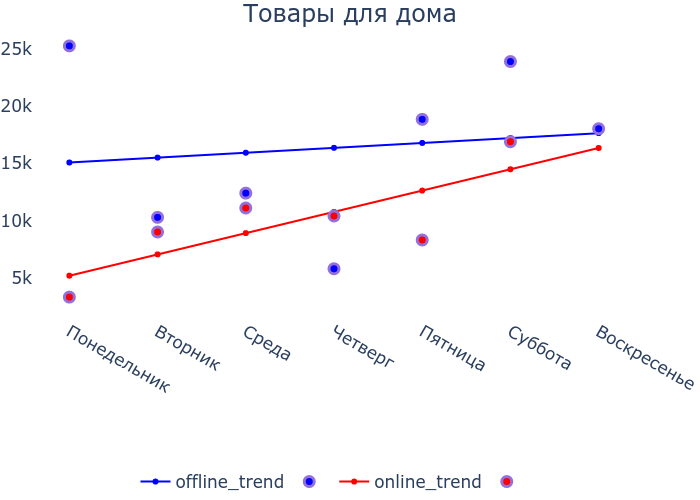 Товары для дома
25k
20k
15k
10k
5k
Понедельник
Вторник
Среда
Четверг
Пятница
Суббота
Воскресенье
offline_trend
online_trend